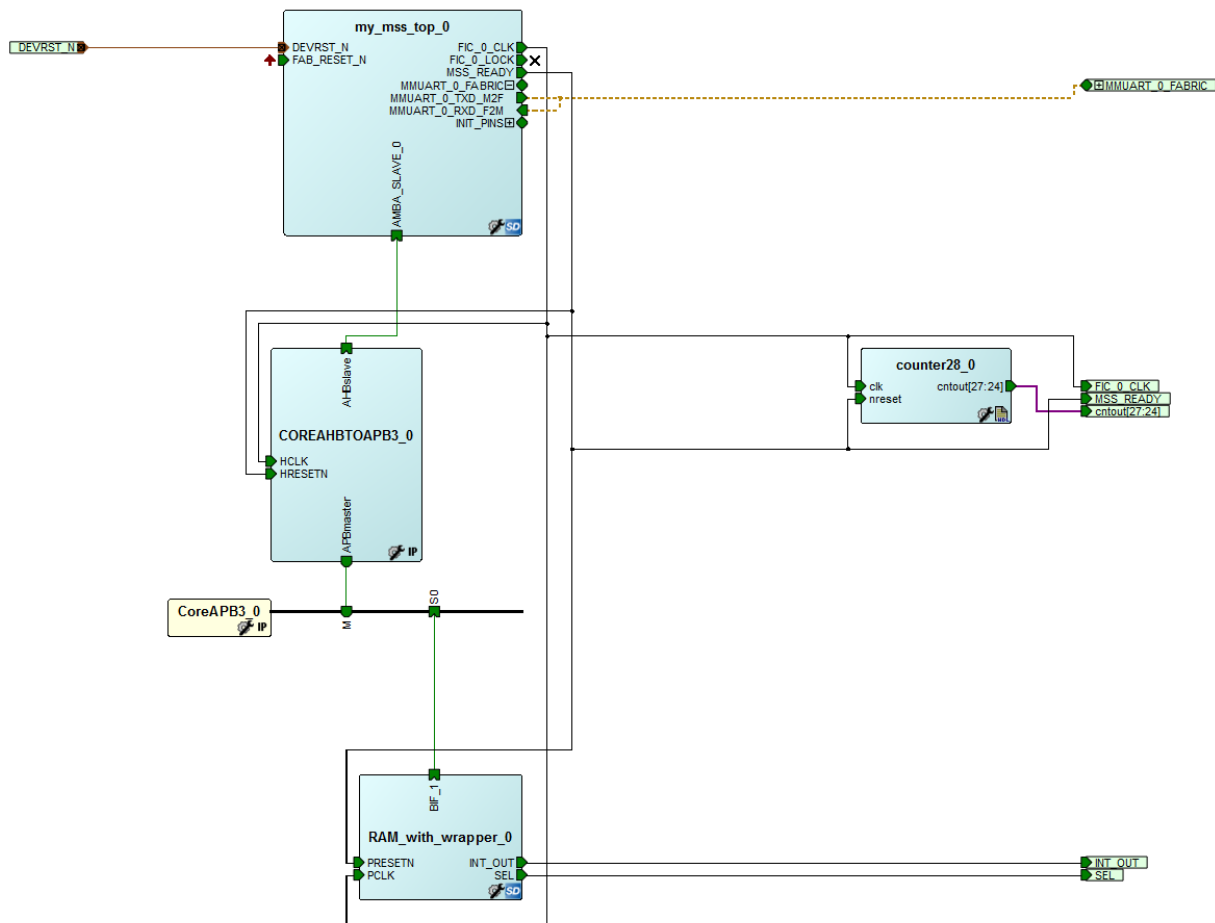 my_mss_top_0
DEVRST_N
DEVRST_N
FAB_RESET_N
FIC_0_CLK
FIC_0_LOCK
MSS_READY
MMUART_0_FABRIC
MMUART_0_TXD_M2F
MMUART_0_RXD_F2M
INIT_PINS
MMUART_0_FABRIC
AMBA_SLAVE_0
SD
AHBslave
COREAHBTOAPB3_0
HCLK
HRESETN
APBmaster
IP
counter28_0
clk
nreset
cntout[27:24]
HDL
FIC_0_CLK
MSS_READY
cntout[27:24]
CoreAPB3_0
IP
M
S0
BIF_1
RAM_with_wrapper_0
PRESETN
PCLK
INT_OUT
SEL
SD
INT_OUT
SEL